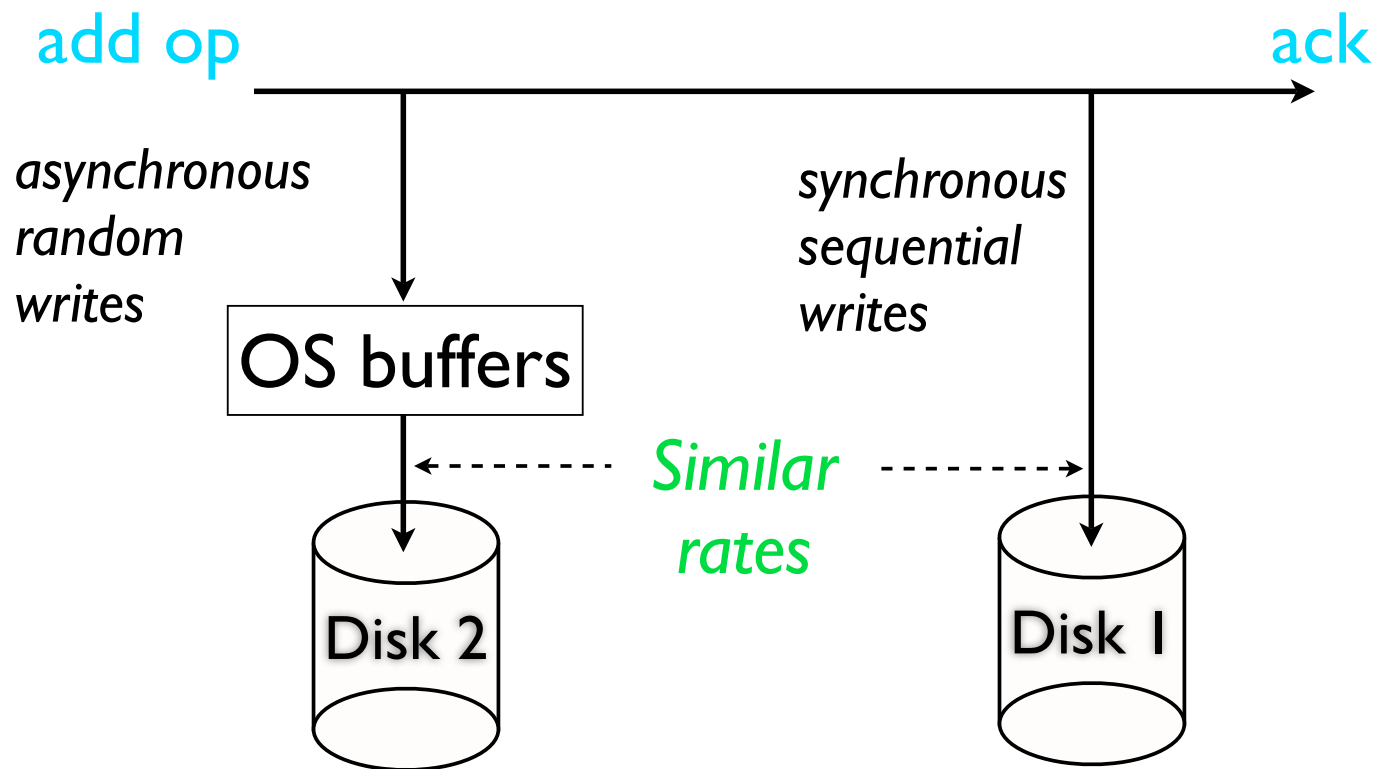 add op
ack
asynchronous
random
writes
synchronous
sequential
writes
OS buffers
Similar
rates
Disk 2
Disk 1